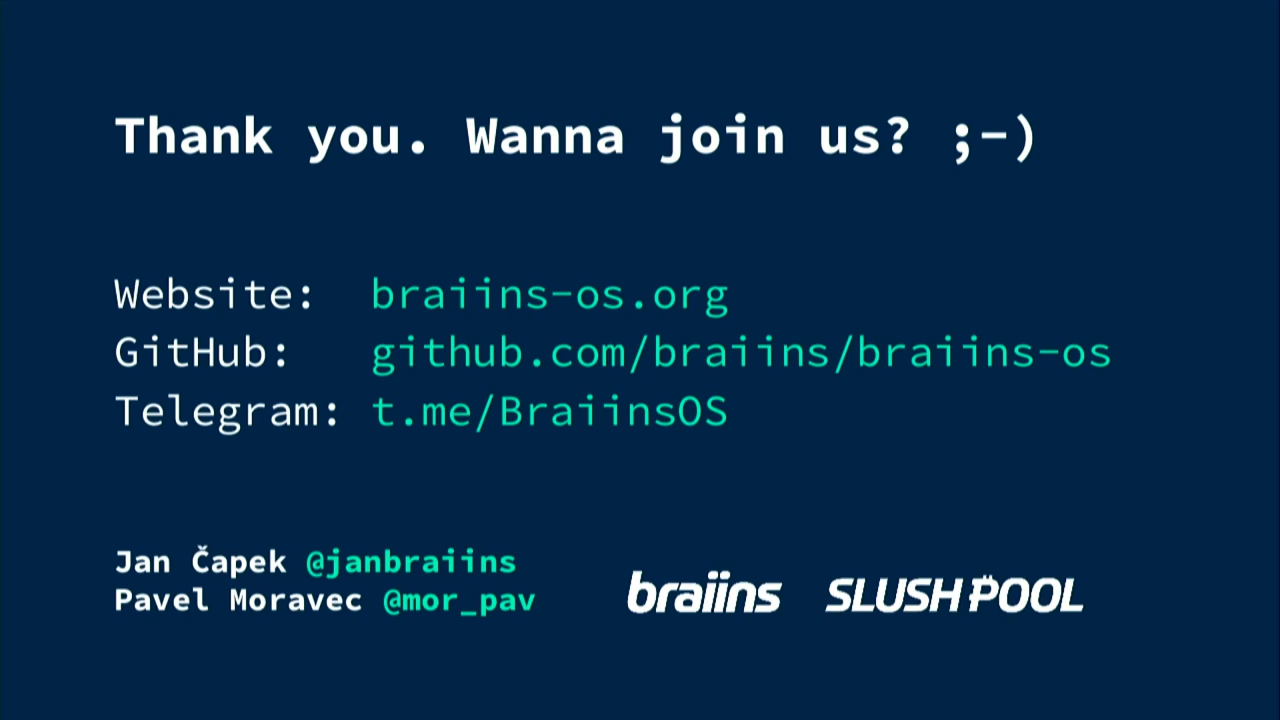 Thank you. Wanna join us? ;-)
Website: braiins-os.org
GitHub: github.com/braiins/braiins-os
Telegram: t.me/BraiinsOS
Jan Čapek @janbraiins
Pavel Moravec @mor_pav
braiins SLUSH POOL